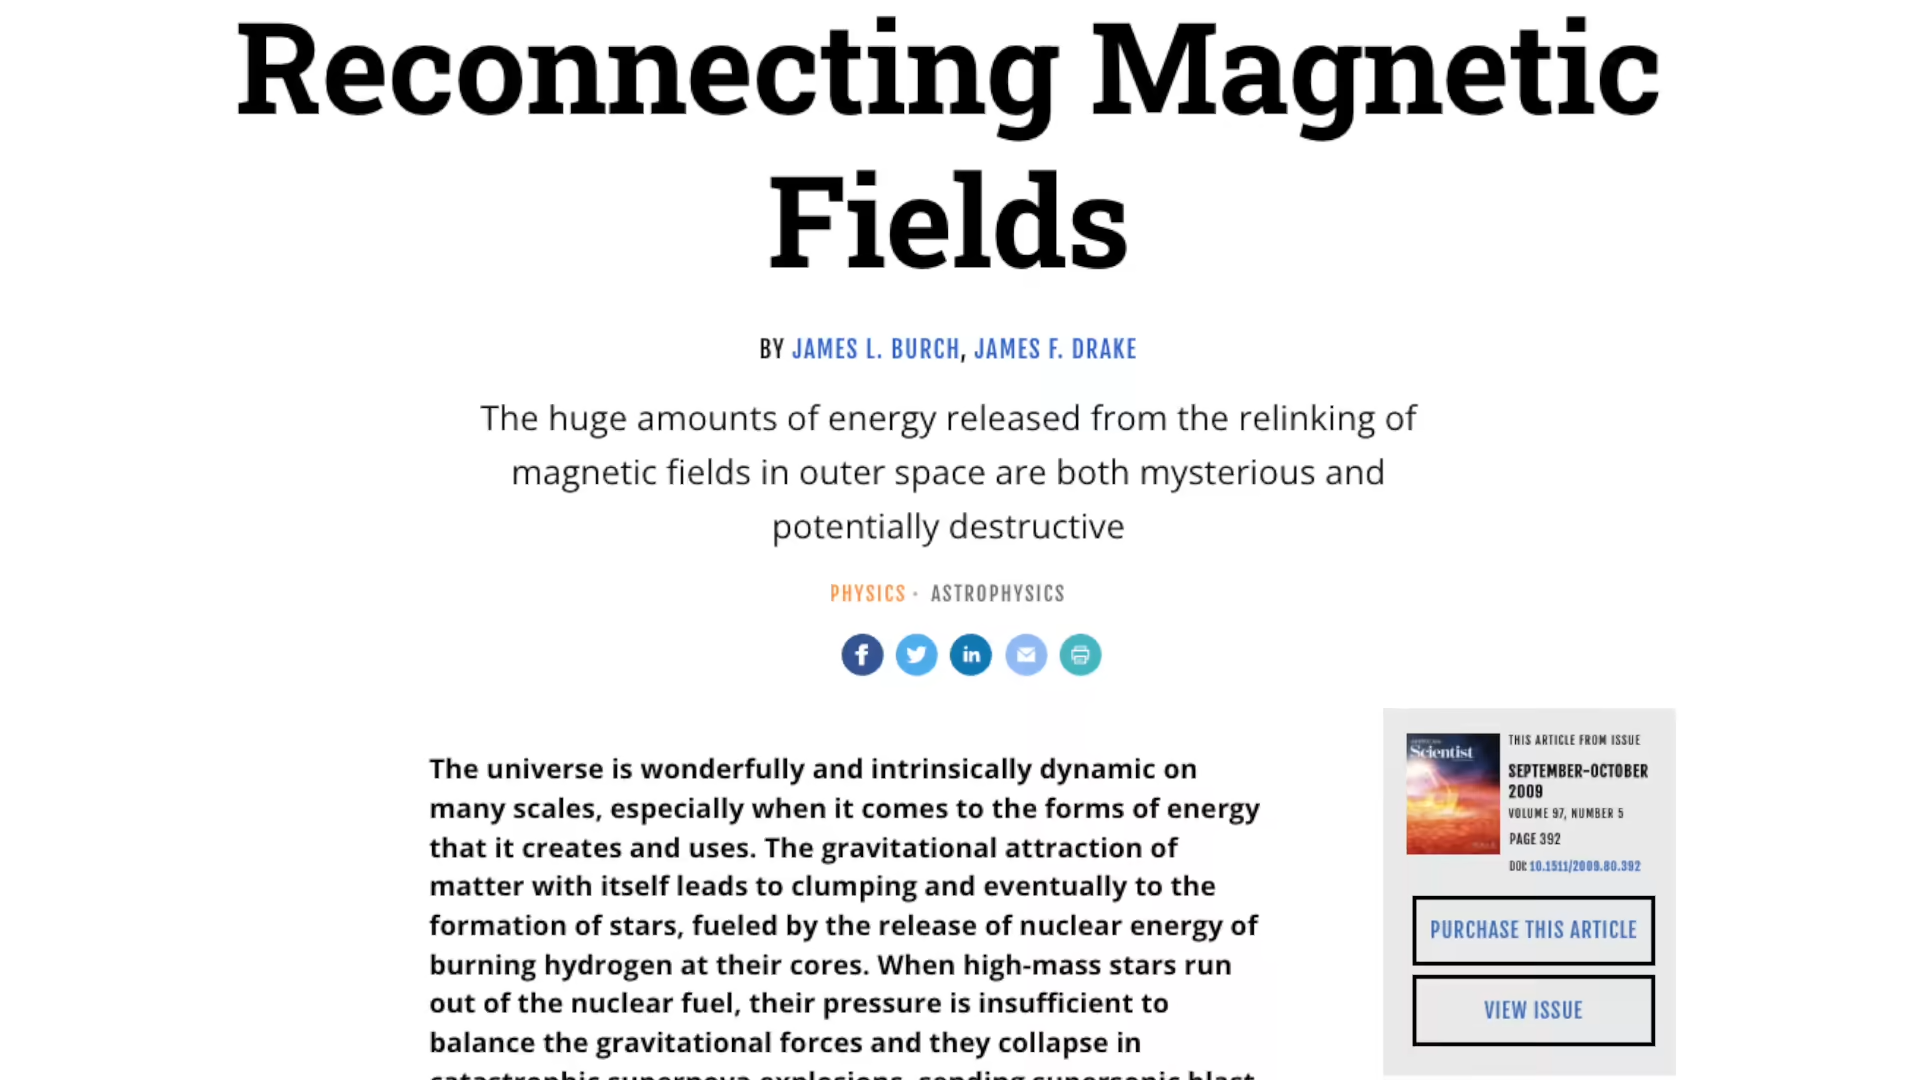 Reconnecting Magnetic
Fields
BY JAMES L. BURCH, JAMES F. DRAKE
The huge amounts of energy released from the relinking of
magnetic fields in outer space are both mysterious and
potentially destructive
PHYSICS · ASTROPHYSICS
The universe is wonderfully and intrinsically dynamic on
many scales, especially when it comes to the forms of energy
that it creates and uses. The gravitational attraction of
matter with itself leads to clumping and eventually to the
formation of stars, fueled by the release of nuclear energy of
burning hydrogen at their cores. When high-mass stars run
out of the nuclear fuel, their pressure is insufficient to
balance the gravitational forces and they collapse in
catastrophic supernova explosions, sending supersonic blast
Scientist
THIS ARTICLE FROM ISSUE
SEPTEMBER-OCTOBER
2009
VOLUME 97, NUMBER 5
PAGE 392
DOI: 10.1511/2009.80.392
PURCHASE THIS ARTICLE
VIEW ISSUE